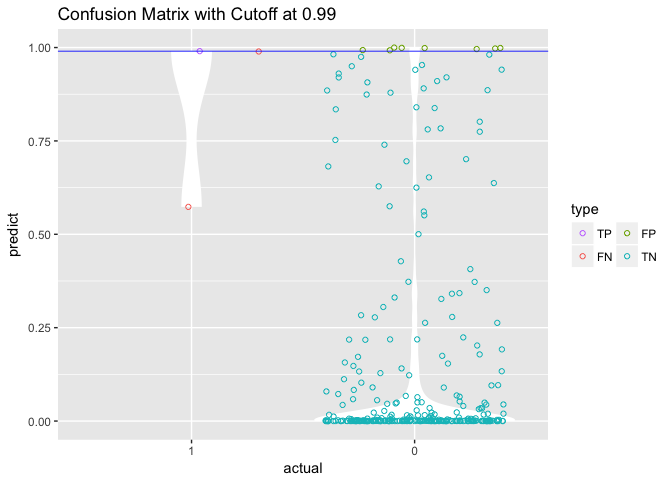 Confusion Matrix with Cutoff at 0.99
1.00
0.75
0.50
0.25
0.00
predict
1
0
actual
type
TP
FP
FN
TN